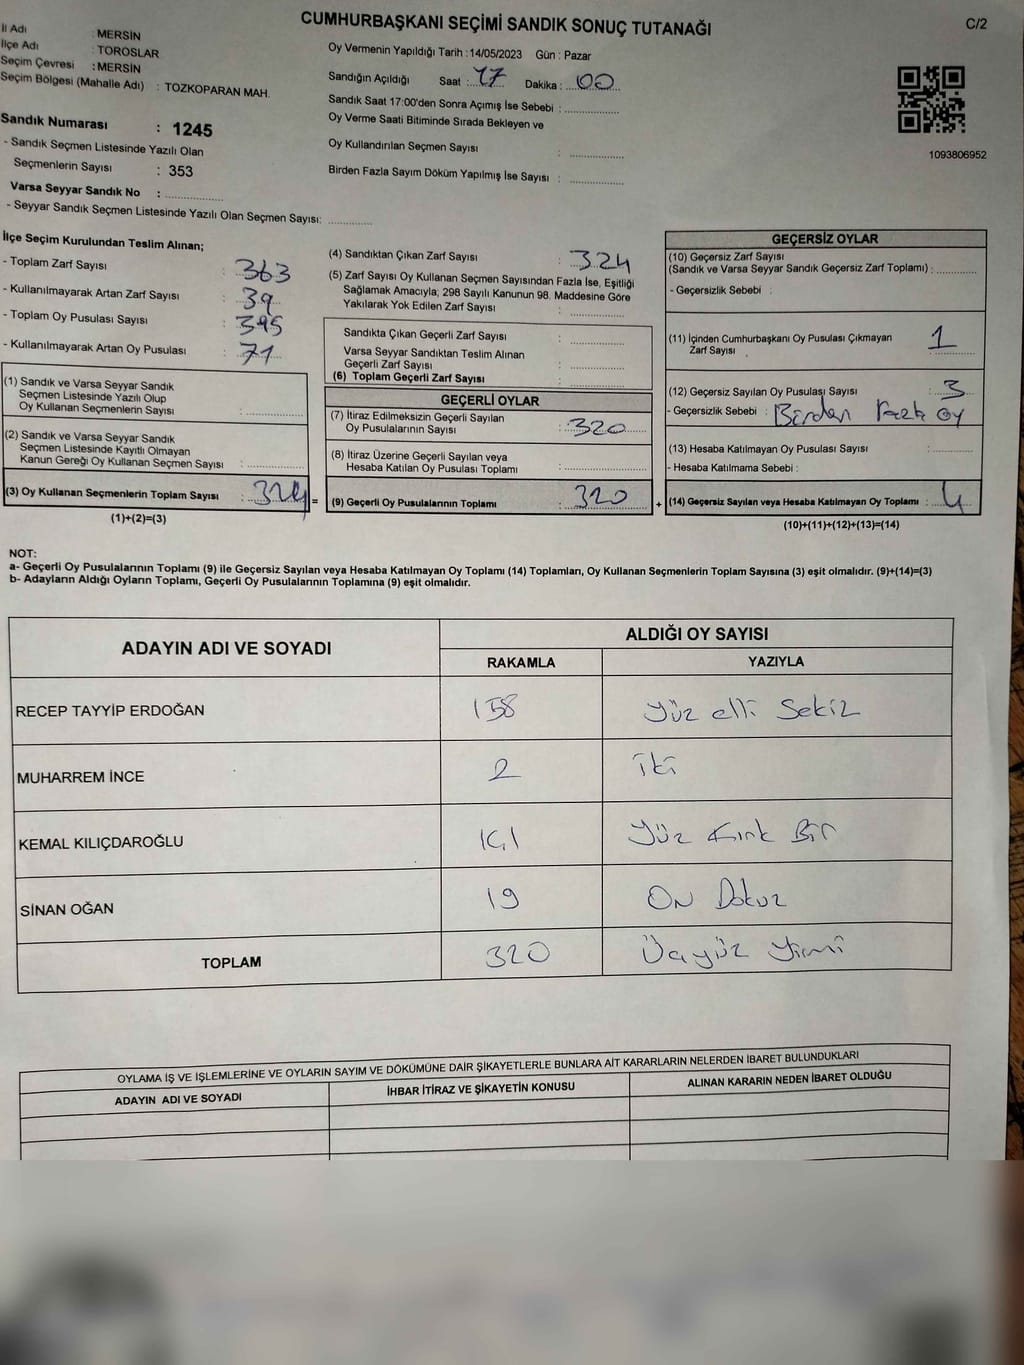 CUMHURBAŞKANI SEÇİMİ SANDIK SONUÇ TUTANAĞI
C/2
İl Adı : MERSİN
İlçe Adı : TOROSLAR
Seçim Çevresi : MERSİN
Seçim Bölgesi (Mahalle Adı) : TOZKOPARAN MAH.
Sandık Numarası : 1245
- Sandık Seçmen Listesinde Yazılı Olan
Seçmenlerin Sayısı : 353
Varsa Seyyar Sandık No :
- Seyyar Sandık Seçmen Listesinde Yazılı Olan Seçmen Sayısı:
Oy Vermenin Yapıldığı Tarih : 14/05/2023 Gün : Pazar
Sandığın Açıldığı Saat : 17 Dakika : 00
Sandık Saat 17:00'den Sonra Açımış İse Sebebi :
Oy Verme Saati Bitiminde Sırada Bekleyen ve
Oy Kullandırılan Seçmen Sayısı :
Birden Fazla Sayım Döküm Yapılmış İse Sayısı :
1093806952
İlçe Seçim Kurulundan Teslim Alınan;
- Toplam Zarf Sayısı : 363
- Kullanılmayarak Artan Zarf Sayısı : 39
- Toplam Oy Pusulası Sayısı : 395
- Kullanılmayarak Artan Oy Pusulası : 71
(1) Sandık ve Varsa Seyyar Sandık
Seçmen Listesinde Yazılı Olup
Oy Kullanan Seçmenlerin Sayısı :
(2) Sandık ve Varsa Seyyar Sandık
Seçmen Listesinde Kayıtlı Olmayan
Kanun Gereği Oy Kullanan Seçmen Sayısı :
(3) Oy Kullanan Seçmenlerin Toplam Sayısı : 324 =
(1)+(2)=(3)
(4) Sandıktan Çıkan Zarf Sayısı : 324
(5) Zarf Sayısı Oy Kullanan Seçmen Sayısından Fazla İse, Eşitliği
Sağlamak Amacıyla; 298 Sayılı Kanunun 98. Maddesine Göre
Yakılarak Yok Edilen Zarf Sayısı :
Sandıkta Çıkan Geçerli Zarf Sayısı :
Varsa Seyyar Sandıktan Teslim Alınan
Geçerli Zarf Sayısı :
(6) Toplam Geçerli Zarf Sayısı :
GEÇERLİ OYLAR
(7) İtiraz Edilmeksizin Geçerli Sayılan
Oy Pusulalarının Sayısı : 320
(8) İtiraz Üzerine Geçerli Sayılan veya
Hesaba Katılan Oy Pusulası Toplamı :
(9) Geçerli Oy Pusulalarının Toplamı : 320 +
GEÇERSİZ OYLAR
(10) Geçersiz Zarf Sayısı
(Sandık ve Varsa Seyyar Sandık Geçersiz Zarf Toplamı) :
- Geçersizlik Sebebi :
(11) İçinden Cumhurbaşkanı Oy Pusulası Çıkmayan
Zarf Sayısı : 1
(12) Geçersiz Sayılan Oy Pusulası Sayısı : 3
- Geçersizlik Sebebi : Birden Fazla oy
(13) Hesaba Katılmayan Oy Pusulası Sayısı :
- Hesaba Katılmama Sebebi :
(14) Geçersiz Sayılan veya Hesaba Katılmayan Oy Toplamı : 4
(10)+(11)+(12)+(13)=(14)
NOT:
a- Geçerli Oy Pusulalarının Toplamı (9) ile Geçersiz Sayılan veya Hesaba Katılmayan Oy Toplamı (14) Toplamları, Oy Kullanan Seçmenlerin Toplam Sayısına (3) eşit olmalıdır. (9)+(14)=(3)
b- Adayların Aldığı Oyların Toplamı, Geçerli Oy Pusulalarının Toplamına (9) eşit olmalıdır.
ADAYIN ADI VE SOYADI ALDIĞI OY SAYISI
RAKAMLA YAZIYLA
RECEP TAYYİP ERDOĞAN 158 Yüz elli Sekiz
MUHARREM İNCE 2 İki
KEMAL KILIÇDAROĞLU 141 Yüz Kırk Bir
SİNAN OĞAN 19 On Dokuz
TOPLAM 320 Üçyüz Yirmi
OYLAMA İŞ VE İŞLEMLERİNE VE OYLARIN SAYIM VE DÖKÜMÜNE DAİR ŞİKAYETLERLE BUNLARA AİT KARARLARIN NELERDEN İBARET BULUNDUKLARI
ADAYIN ADI VE SOYADI İHBAR İTİRAZ VE ŞİKAYETİN KONUSU ALINAN KARARIN NEDEN İBARET OLDUĞU